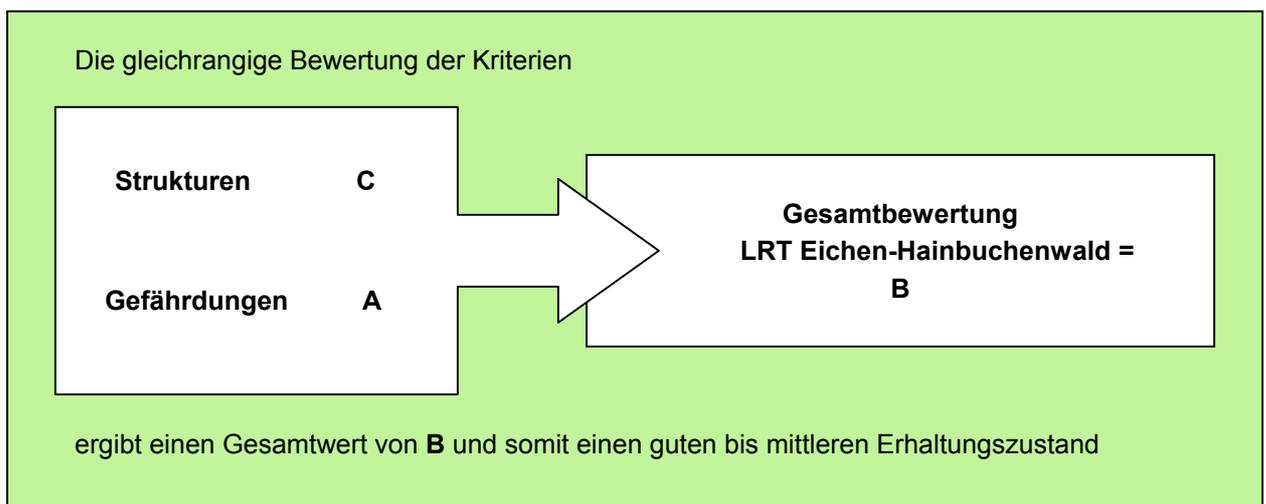 Die gleichrangige Bewertung der Kriterien
Strukturen C
Gefährdungen A
Gesamtbewertung
LRT Eichen-Hainbuchenwald =
B
ergibt einen Gesamtwert von B und somit einen guten bis mittleren Erhaltungszustand